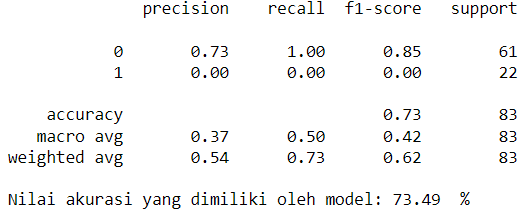 precision recall f1-score support
0 0.73 1.00 0.85 61
1 0.00 0.00 0.00 22
accuracy 0.73 83
macro avg 0.37 0.50 0.42 83
weighted avg 0.54 0.73 0.62 83
Nilai akurasi yang dimiliki oleh model: 73.49 %